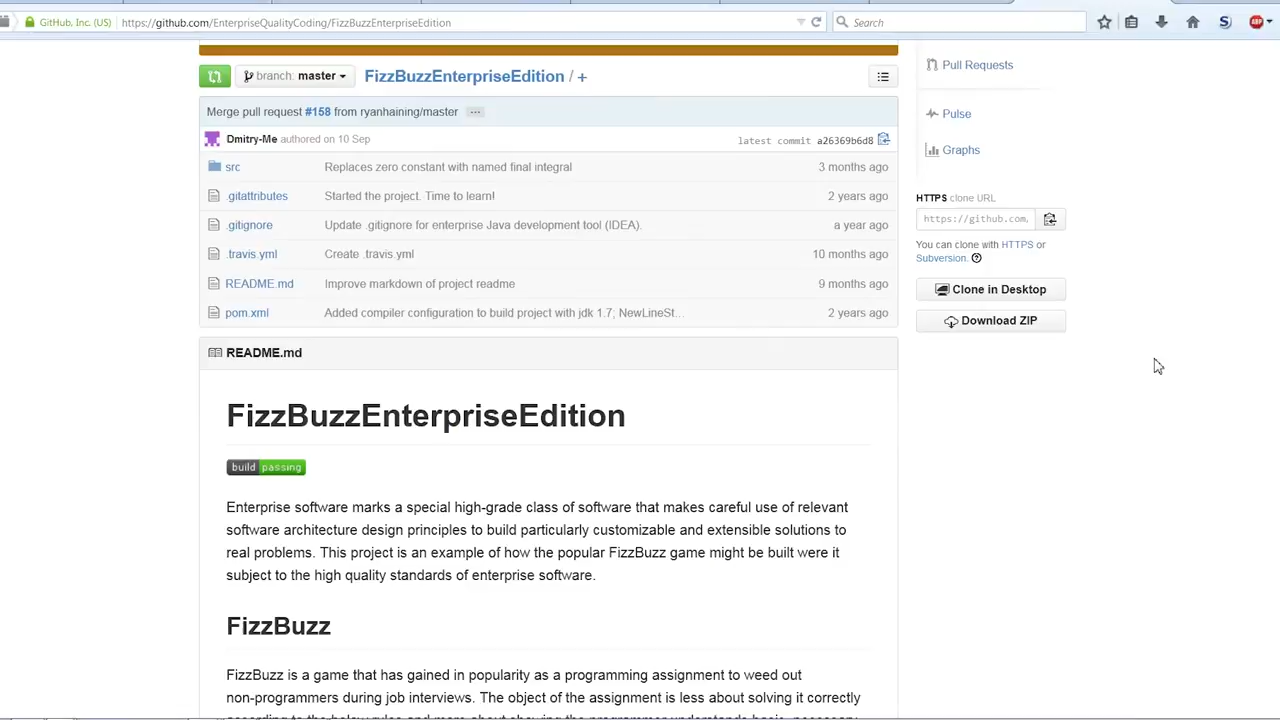 GitHub, Inc. (US) https://github.com/EnterpriseQualityCoding/FizzBuzzEnterpriseEdition Search
branch: master FizzBuzzEnterpriseEdition / +
Merge pull request #158 from ryanhaining/master ...
Dmitry-Me authored on 10 Sep latest commit a26369b6d8
src Replaces zero constant with named final integral 3 months ago
.gitattributes Started the project. Time to learn! 2 years ago
.gitignore Update .gitignore for enterprise Java development tool (IDEA). a year ago
.travis.yml Create .travis.yml 10 months ago
README.md Improve markdown of project readme 9 months ago
pom.xml Added compiler configuration to build project with jdk 1.7; NewLineSt... 2 years ago
README.md
FizzBuzzEnterpriseEdition
build passing
Enterprise software marks a special high-grade class of software that makes careful use of relevant
software architecture design principles to build particularly customizable and extensible solutions to
real problems. This project is an example of how the popular FizzBuzz game might be built were it
subject to the high quality standards of enterprise software.
FizzBuzz
FizzBuzz is a game that has gained in popularity as a programming assignment to weed out
non-programmers during job interviews. The object of the assignment is less about solving it correctly
Pull Requests
Pulse
Graphs
HTTPS clone URL
https://github.com,
You can clone with HTTPS or
Subversion.
Clone in Desktop
Download ZIP